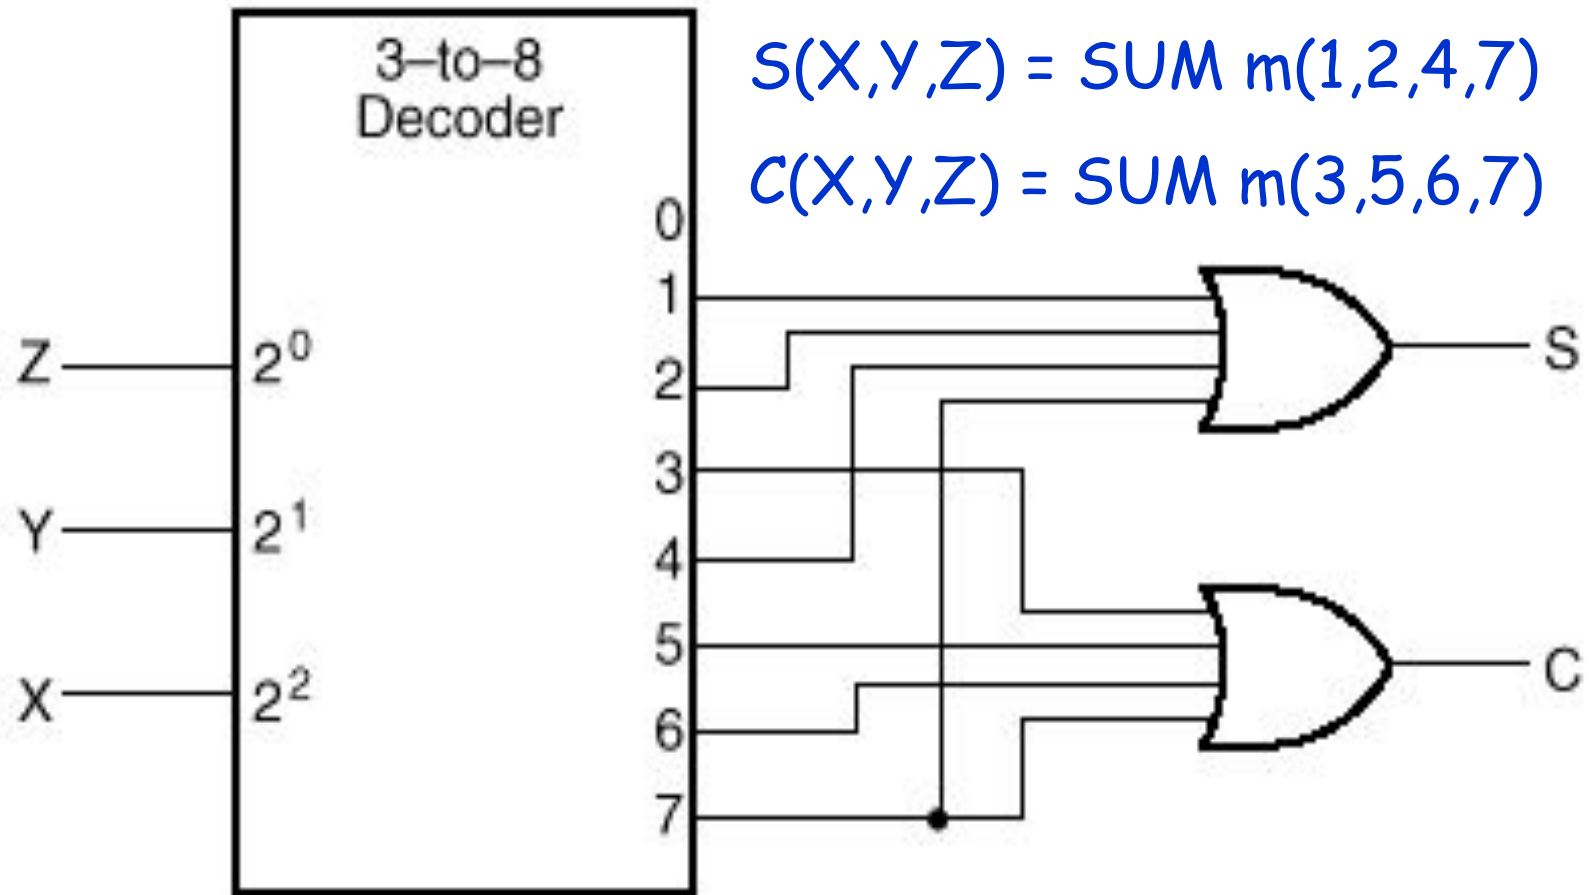 3–to–8
Decoder
S(X,Y,Z) = SUM m(1,2,4,7)
C(X,Y,Z) = SUM m(3,5,6,7)
0
1
Z 2⁰ 2 S
3
Y 2¹ 4
5 C
X 2² 6
7